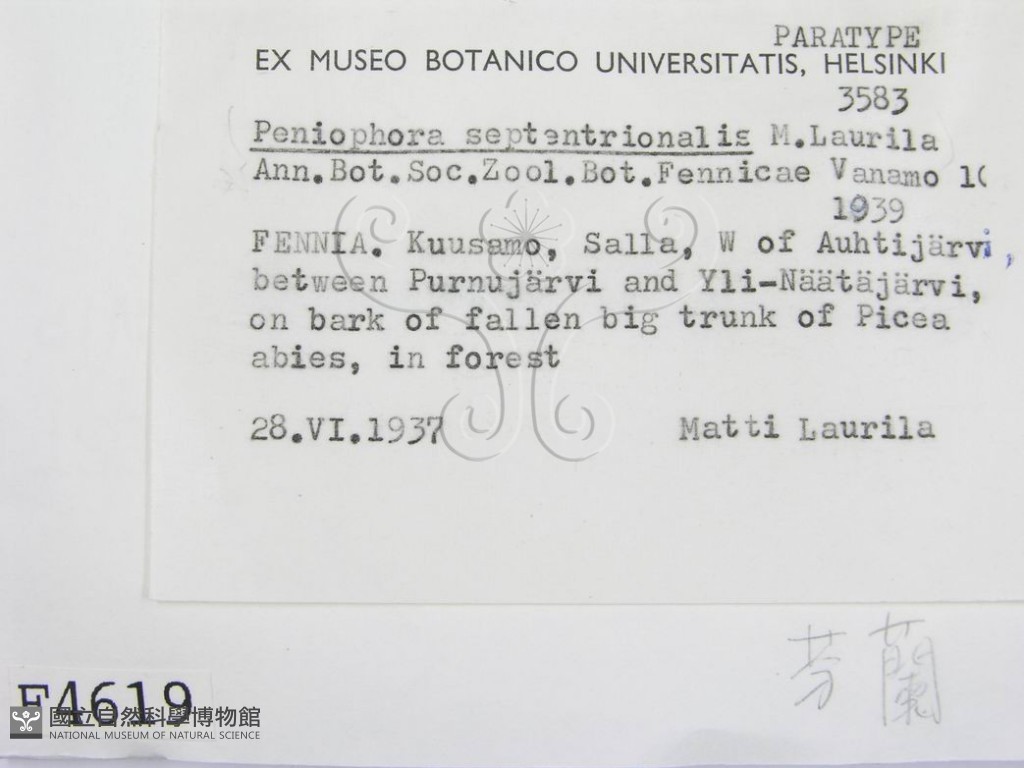 PARATYPE
EX MUSEO BOTANICO UNIVERSITATIS, HELSINKI
3583
Peniophora septentrionalis M.Laurila
Ann.Bot.Soc.Zool.Bot.Fennicae Vanamo
1939
FENNIA. Kuusamo, Salla, W of Auhtijärvi,
between Purnujärvi and Yli-Näätäjärvi,
on bark of fallen big trunk of Picea
abies, in forest
28.VI.1937 Matti Laurila
芬蘭
F4619
國立自然科學博物館
NATIONAL MUSEUM OF NATURAL SCIENCE